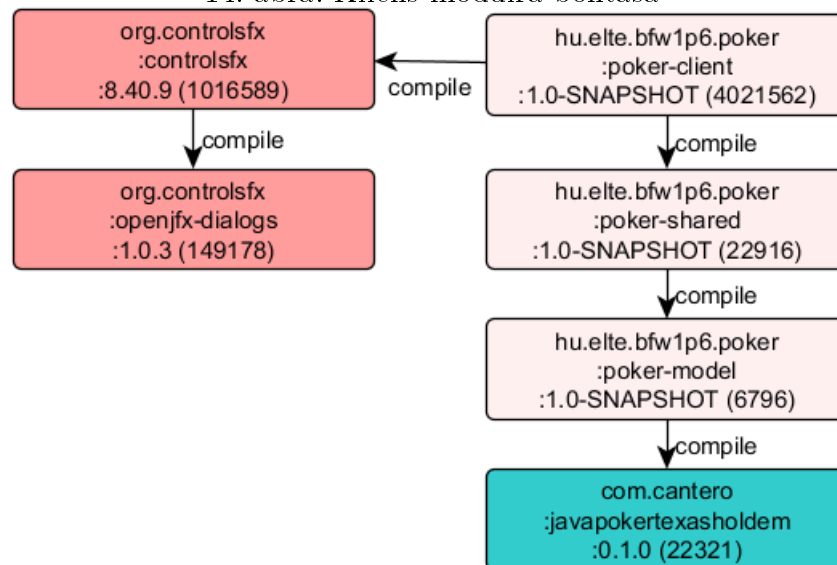 org.controlsfx
:controlsfx
:8.40.9 (1016589)
compile
hu.elte.bfw1p6.poker
:poker-client
:1.0-SNAPSHOT (4021562)
compile
compile
org.controlsfx
:openjfx-dialogs
:1.0.3 (149178)
hu.elte.bfw1p6.poker
:poker-shared
:1.0-SNAPSHOT (22916)
compile
hu.elte.bfw1p6.poker
:poker-model
:1.0-SNAPSHOT (6796)
compile
com.cantero
:javapokertexasholdem
:0.1.0 (22321)